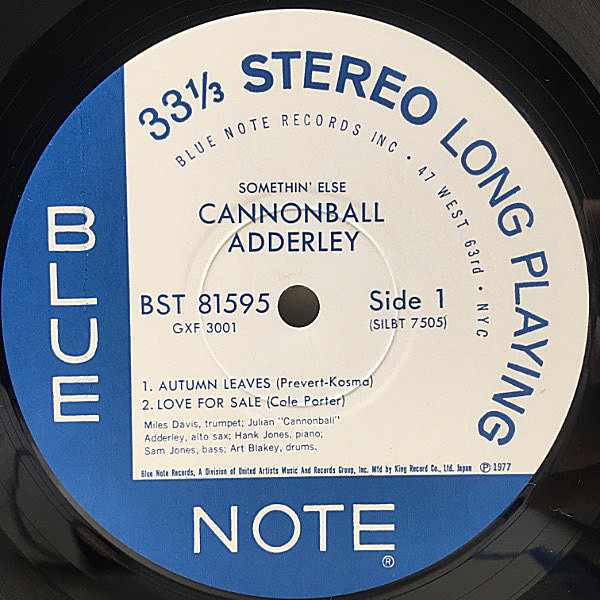 33⅓ STEREO LONG PLAYING
BLUE NOTE RECORDS INC • 47 WEST 63rd • NYC
SOMETHIN' ELSE
CANNONBALL
ADDERLEY
BST 81595 Side 1
GXF 3001 (SILBT 7505)
1. AUTUMN LEAVES (Prevert-Kosma)
2. LOVE FOR SALE (Cole Porter)
Miles Davis, trumpet; Julian "Cannonball"
Adderley, alto sax; Hank Jones, piano;
Sam Jones, bass; Art Blakey, drums.
Blue Note Records, A Division of United Artists Music And Records Group, Inc. Mfd by King Record Co., Ltd. Japan ℗ 1977
BLUE
NOTE®